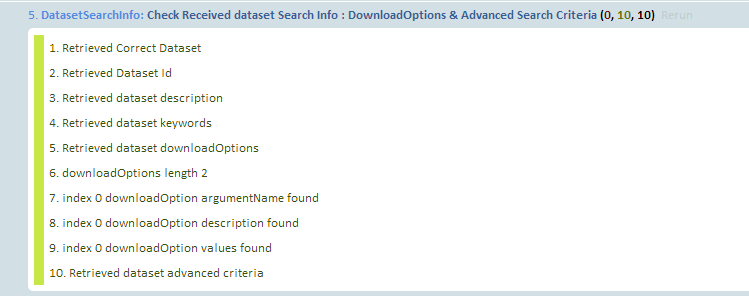 5. DatasetSearchInfo: Check Received dataset Search Info : DownloadOptions & Advanced Search Criteria (0, 10, 10) Rerun
1. Retrieved Correct Dataset
2. Retrieved Dataset Id
3. Retrieved dataset description
4. Retrieved dataset keywords
5. Retrieved dataset downloadOptions
6. downloadOptions length 2
7. index 0 downloadOption argumentName found
8. index 0 downloadOption description found
9. index 0 downloadOption values found
10. Retrieved dataset advanced criteria